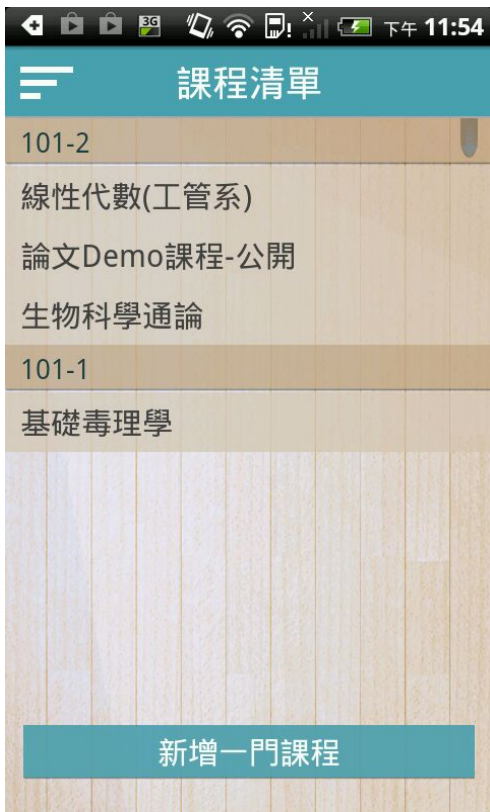 3G
下午 11:54
課程清單
101-2
線性代數(工管系)
論文Demo課程-公開
生物科學通論
101-1
基礎毒理學
新增一門課程